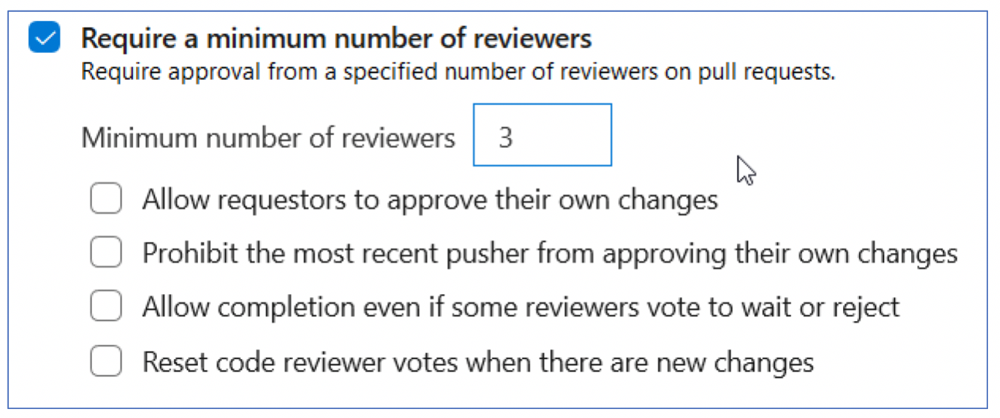 Require a minimum number of reviewers
Require approval from a specified number of reviewers on pull requests.
Minimum number of reviewers 3
Allow requestors to approve their own changes
Prohibit the most recent pusher from approving their own changes
Allow completion even if some reviewers vote to wait or reject
Reset code reviewer votes when there are new changes